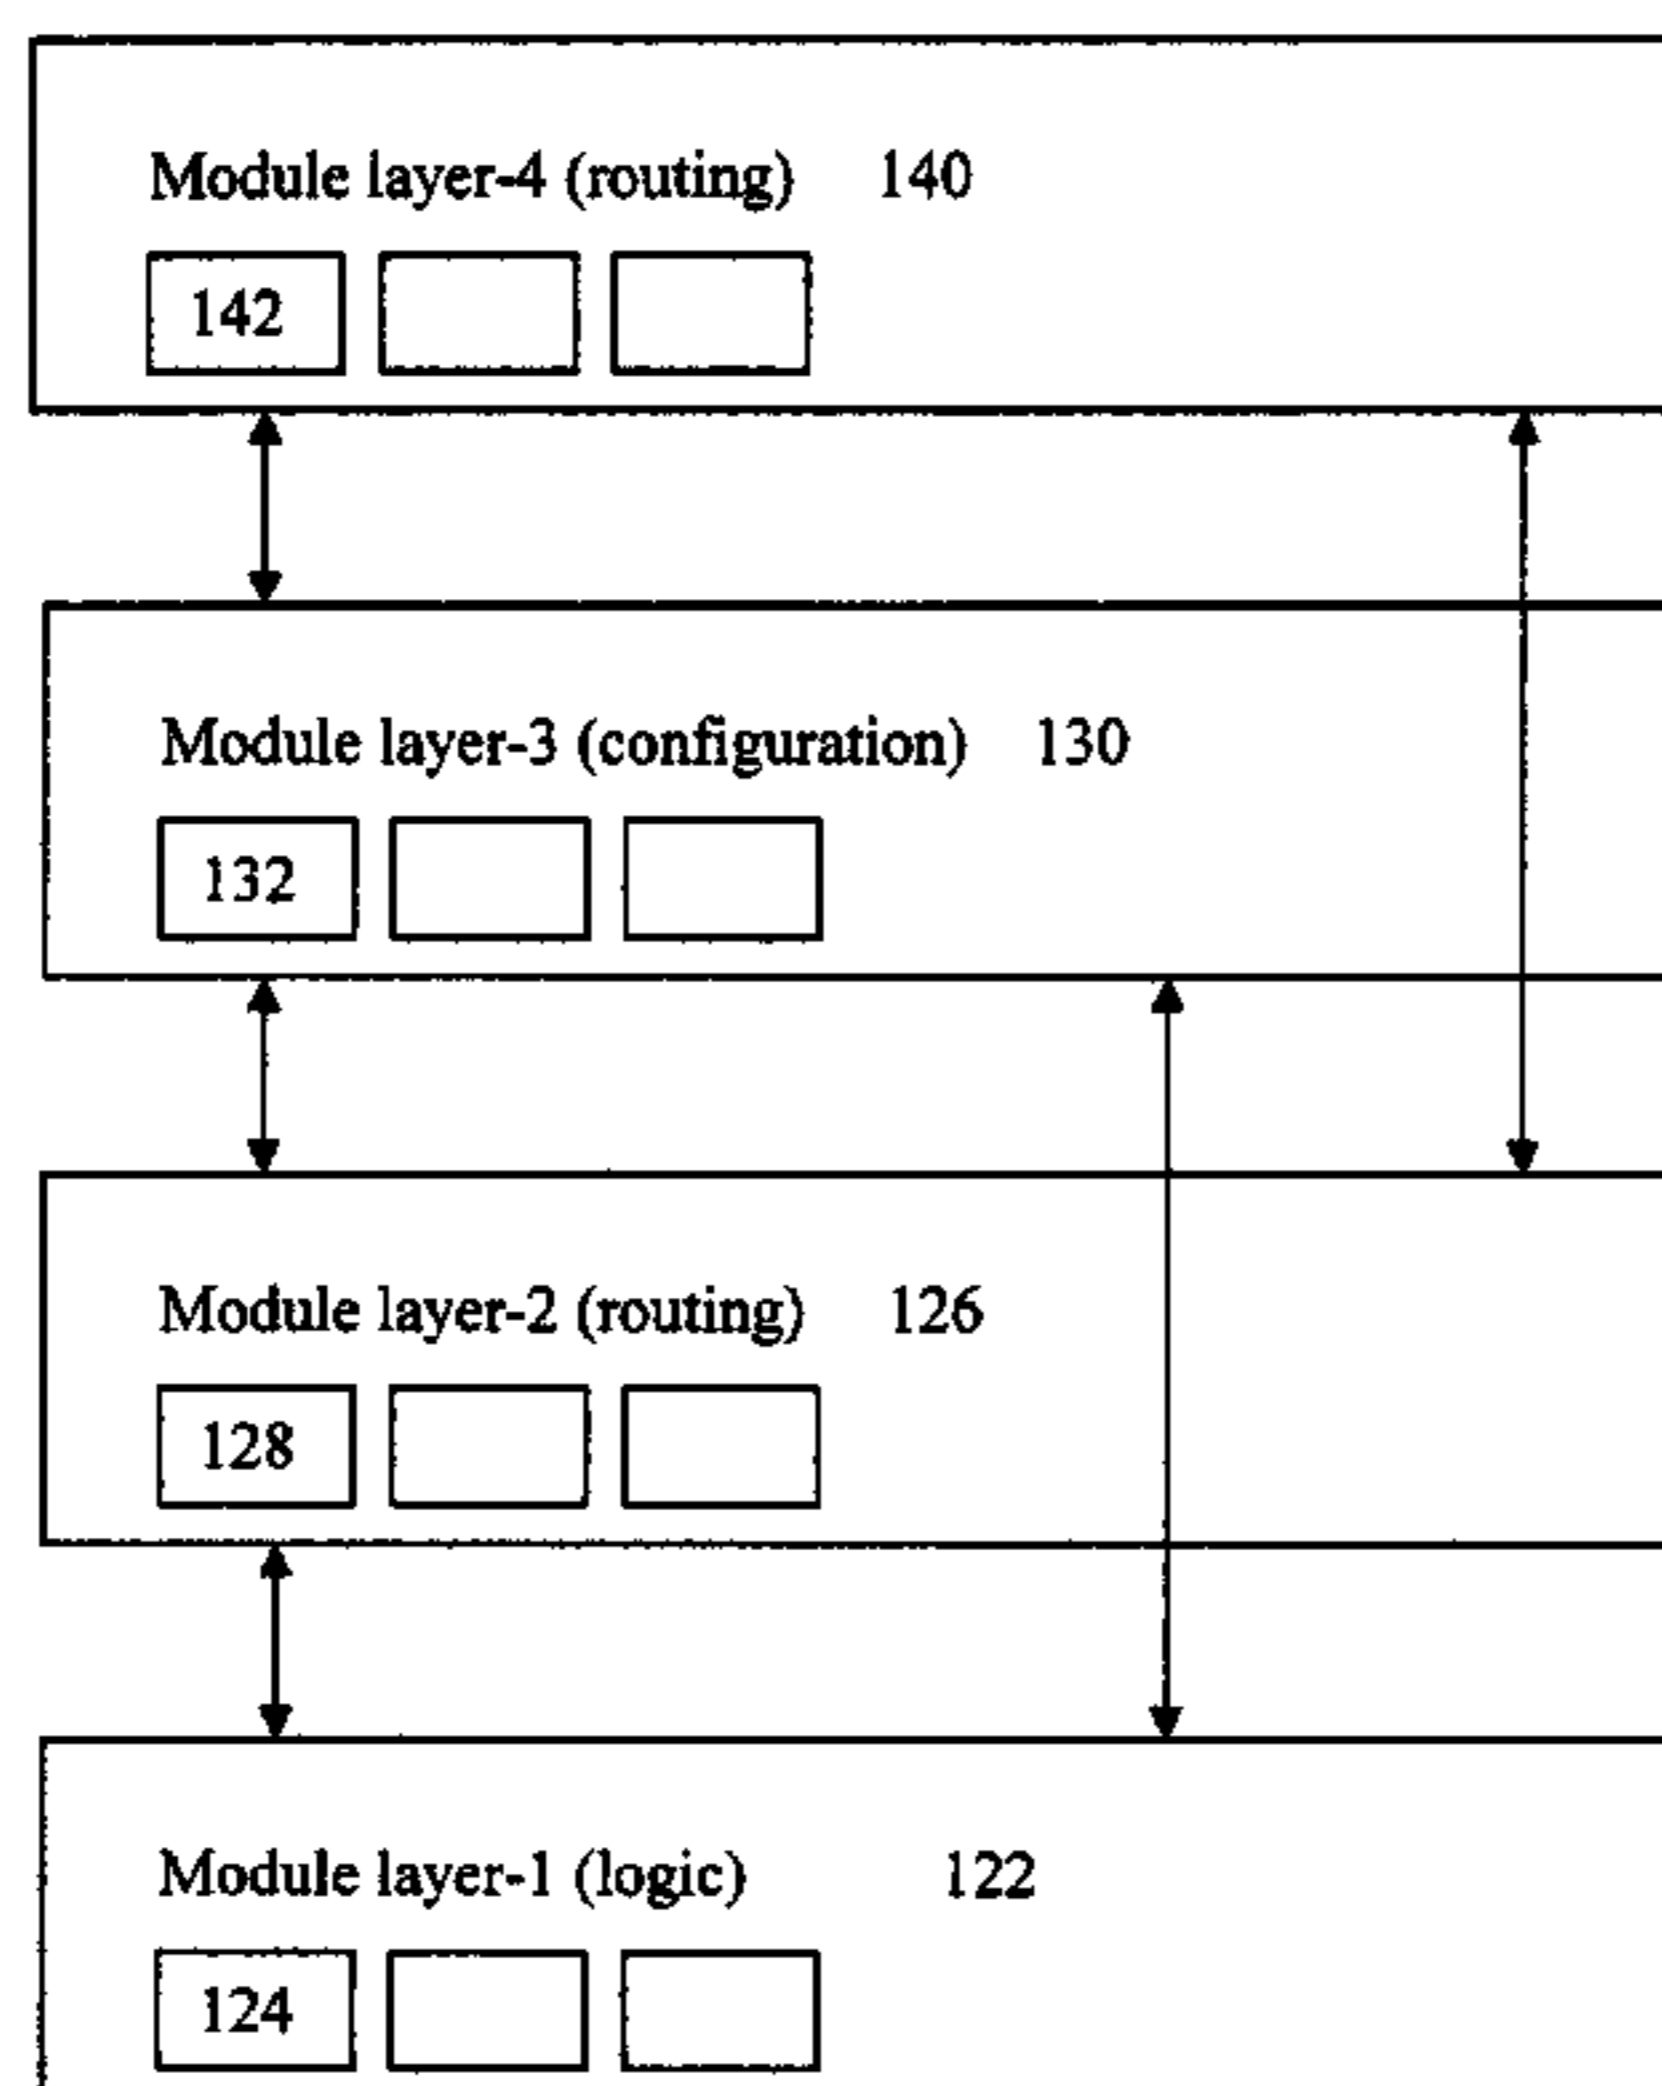 Module layer-4 (routing) 140
142
Module layer-3 (configuration) 130
132
Module layer-2 (routing) 126
128
Module layer-1 (logic) 122
124